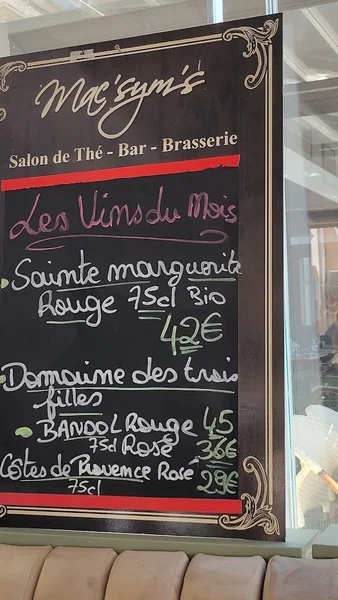 Mac'sym's
Salon de Thé - Bar - Brasserie
Les Vins du Mois
Sainte marguerite
Rouge 75cl Bio
42€
Domaine des trois
filles
BANDOL Rouge 45
75cl Rosé 36€
Côtes de Provence Rosé 29€
75cl